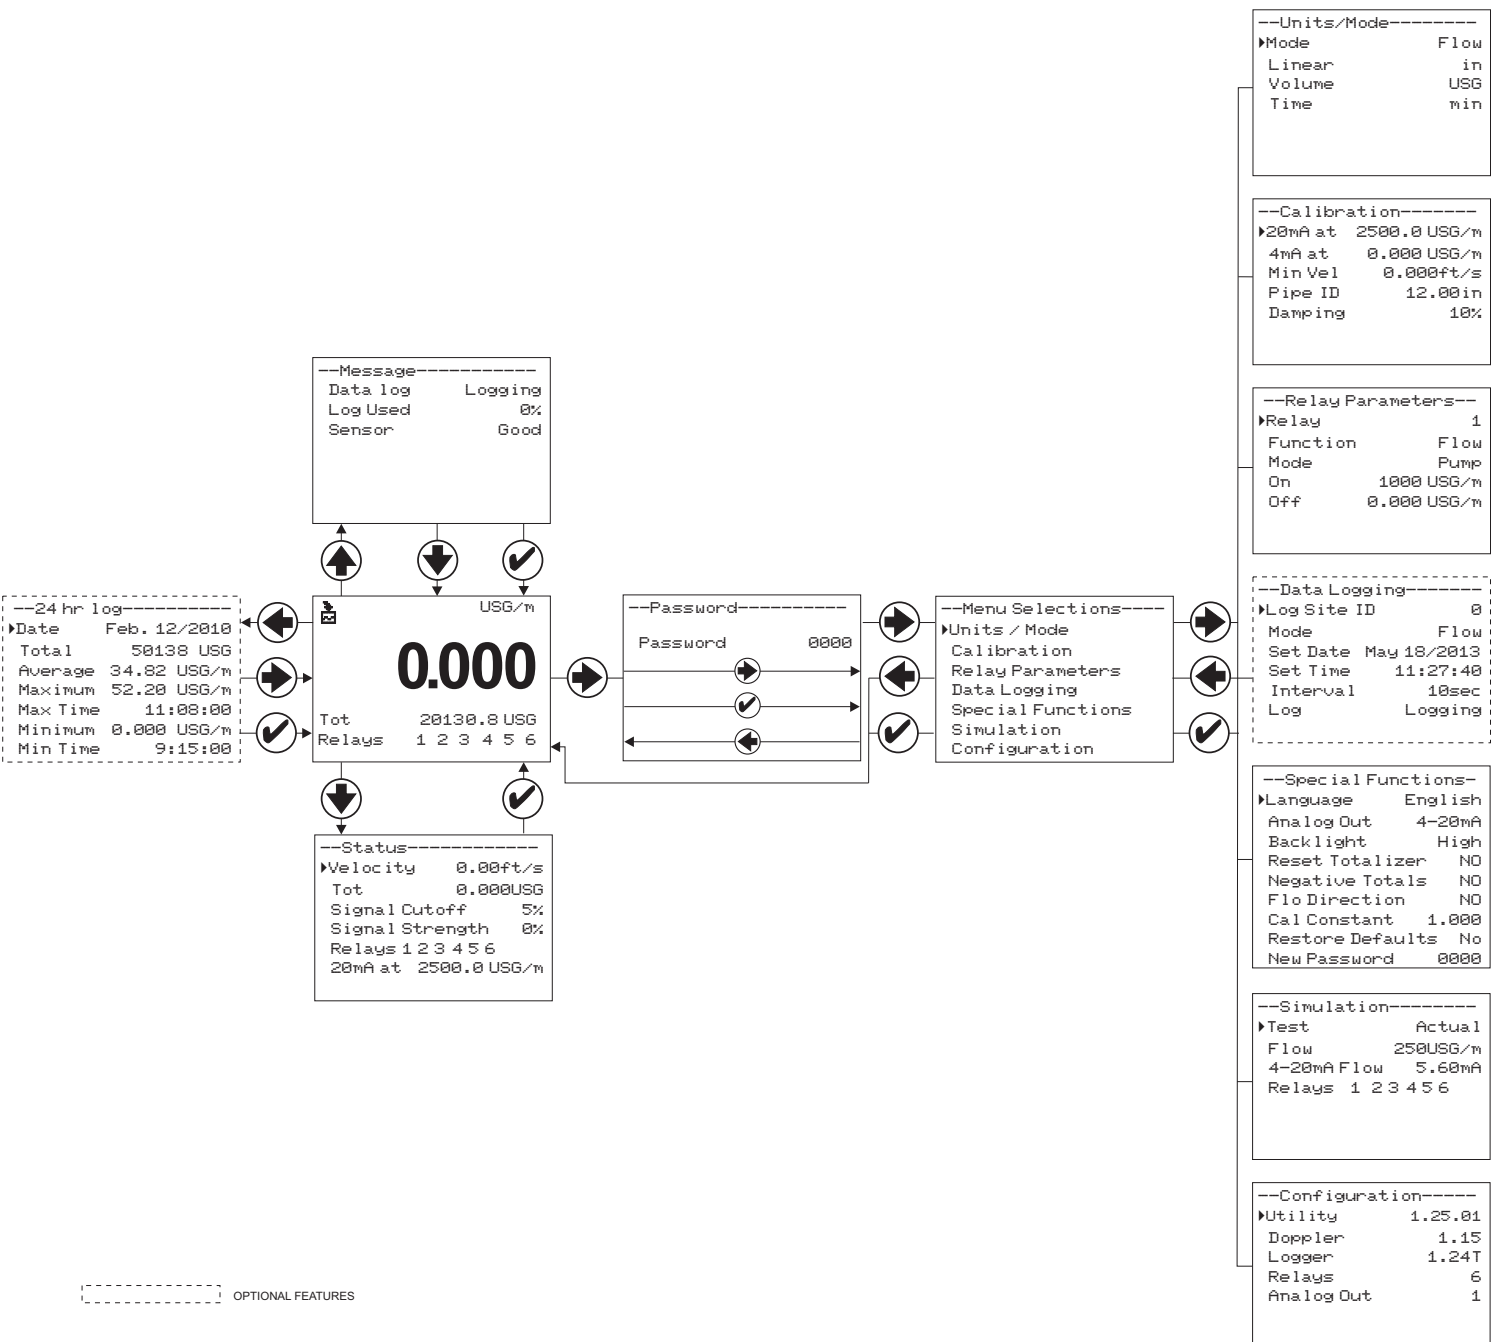 --Message-----------
Data log Logging
Log Used 0%
Sensor Good
--24 hr log----------
Date Feb. 12/2010
Total 50138 USG
Average 34.82 USG/m
Maximum 52.20 USG/m
Max Time 11:08:00
Minimum 0.000 USG/m
Min Time 9:15:00
USG/m
0.000
Tot 20130.8 USG
Relays 1 2 3 4 5 6
--Status------------
Velocity 0.00ft/s
Tot 0.000USG
Signal Cutoff 5%
Signal Strength 0%
Relays 1 2 3 4 5 6
20mA at 2500.0 USG/m
--Password----------
Password 0000
--Menu Selections----
Units / Mode
Calibration
Relay Parameters
Data Logging
Special Functions
Simulation
Configuration
--Units/Mode--------
Mode Flow
Linear in
Volume USG
Time min
--Calibration-------
20mA at 2500.0 USG/m
4mA at 0.000 USG/m
Min Vel 0.000ft/s
Pipe ID 12.00in
Damping 10%
--Relay Parameters--
Relay 1
Function Flow
Mode Pump
On 1000 USG/m
Off 0.000 USG/m
--Data Logging-------
Log Site ID 0
Mode Flow
Set Date May 18/2013
Set Time 11:27:40
Interval 10sec
Log Logging
--Special Functions-
Language English
Analog Out 4-20mA
Backlight High
Reset Totalizer NO
Negative Totals NO
Flo Direction NO
Cal Constant 1.000
Restore Defaults No
New Password 0000
--Simulation--------
Test Actual
Flow 250USG/m
4-20mA Flow 5.60mA
Relays 1 2 3 4 5 6
--Configuration-----
Utility 1.25.01
Doppler 1.15
Logger 1.24T
Relays 6
Analog Out 1
OPTIONAL FEATURES